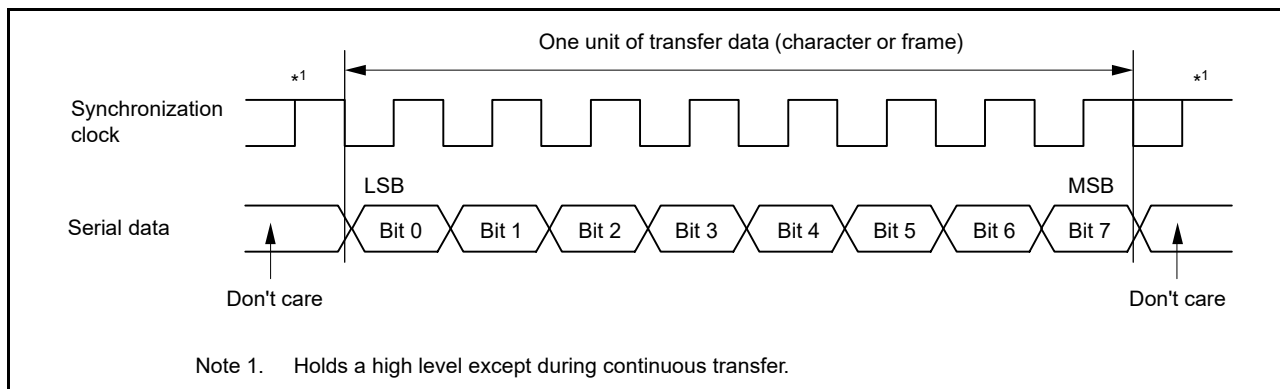 One unit of transfer data (character or frame)
*1
*1
Synchronization
clock
LSB
MSB
Serial data
Bit 0
Bit 1
Bit 2
Bit 3
Bit 4
Bit 5
Bit 6
Bit 7
Don't care
Don't care
Note 1. Holds a high level except during continuous transfer.